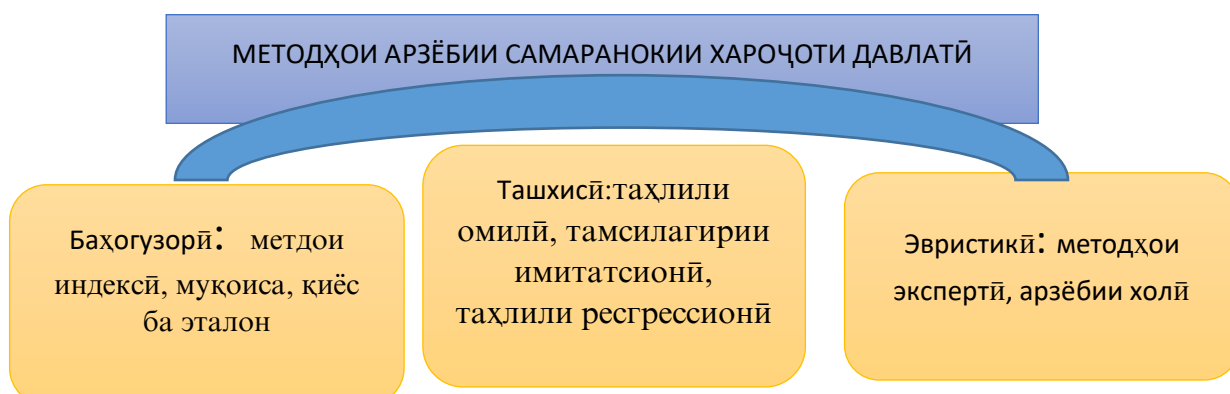 МЕТОДҲОИ АРЗЁБИИ САМАРАНОКИИ ХАРОҶОТИ ДАВЛАТӢ
Баҳогузорӣ: метдои
индексӣ, муқоиса, қиёс
ба эталон
Ташхисӣ:таҳлили
омилӣ, тамсилагирии
имитатсионӣ,
таҳлили ресгрессионӣ
Эвристикӣ: методҳои
экспертӣ, арзёбии холӣ